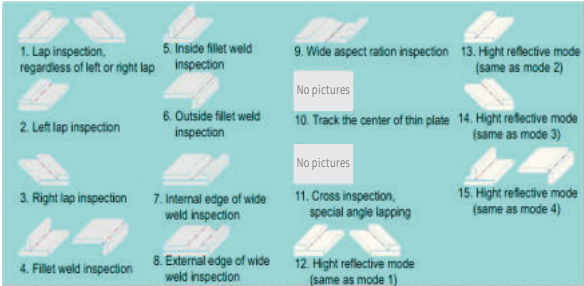 1. Lap inspection,
regardless of left or right lap
2. Left lap inspection
3. Right lap inspection
4. Fillet weld inspection
5. Inside fillet weld
inspection
6. Outside fillet weld
inspection
7. Internal edge of wide
weld inspection
8. External edge of wide
weld inspection
9. Wide aspect ration inspection
No pictures
10. Track the center of thin plate
No pictures
11. Cross inspection,
special angle lapping
12. Hight reflective mode
(same as mode 1)
13. Hight reflective mode
(same as mode 2)
14. Hight reflective mode
(same as mode 3)
15. Hight reflective mode
(same as mode 4)